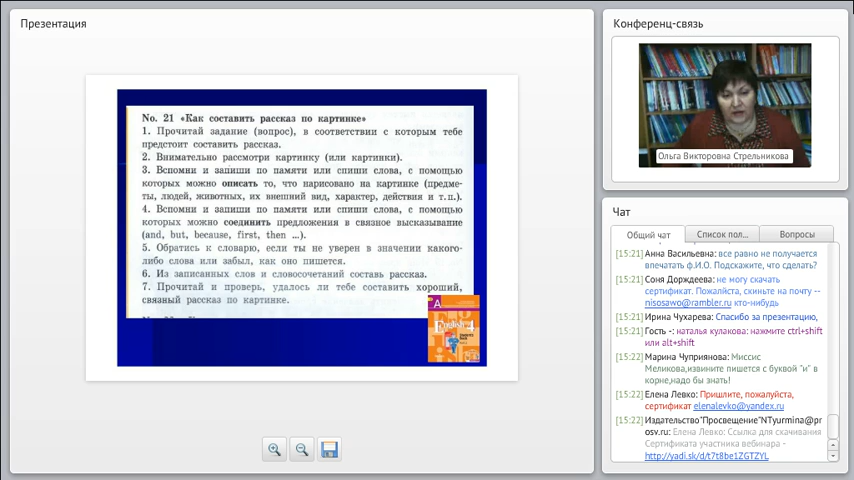 Презентация
No. 21 «Как составить рассказ по картинке»
1. Прочитай задание (вопрос), в соответствии с которым тебе
предстоит составить рассказ.
2. Внимательно рассмотри картинку (или картинки).
3. Вспомни и запиши по памяти или спиши слова, с помощью
которых можно описать то, что нарисовано на картинке (предме-
ты, людей, животных, их внешний вид, характер, действия и т.п.).
4. Вспомни и запиши по памяти или спиши слова, с помощью
которых можно соединить предложения в связное высказывание
(and, but, because, first, then ...).
5. Обратись к словарю, если ты не уверен в значении какого-
либо слова или забыл, как оно пишется.
6. Из записанных слов и словосочетаний составь рассказ.
7. Прочитай и проверь, удалось ли тебе составить хороший,
связный рассказ по картинке.
A
English 4
Конференц-связь
Ольга Викторовна Стрельникова
Чат
Общий чат
Список пол...
Вопросы
[15:21] Анна Васильевна: все равно не получается
впечатать ф.И.О. Подскажите, что сделать?
[15:21] Соня Дорждеева: не могу скачать
сертификат. Пожалйста, скиньте на почту --
nisosawo@rambler.ru кто-нибудь
[15:21] Ирина Чухарева: Спасибо за презентацию,
[15:21] Гость -: наталья кулакова: нажмите ctrl+shift
или alt+shift
[15:22] Марина Чуприянова: Миссис
Меликова,извините пишется с буквой "и" в
корне,надо бы знать!
[15:22] Елена Левко: Пришлите, пожалуйста,
сертификат elenalevko@yandex.ru
[15:22] Издательство"Просвещение"NTyurmina@pr
osv.ru: Елена Левко: Ссылка для скачивания
Сертификата участника вебинара -
http://yadi.sk/d/t7t8be1ZGTZYL